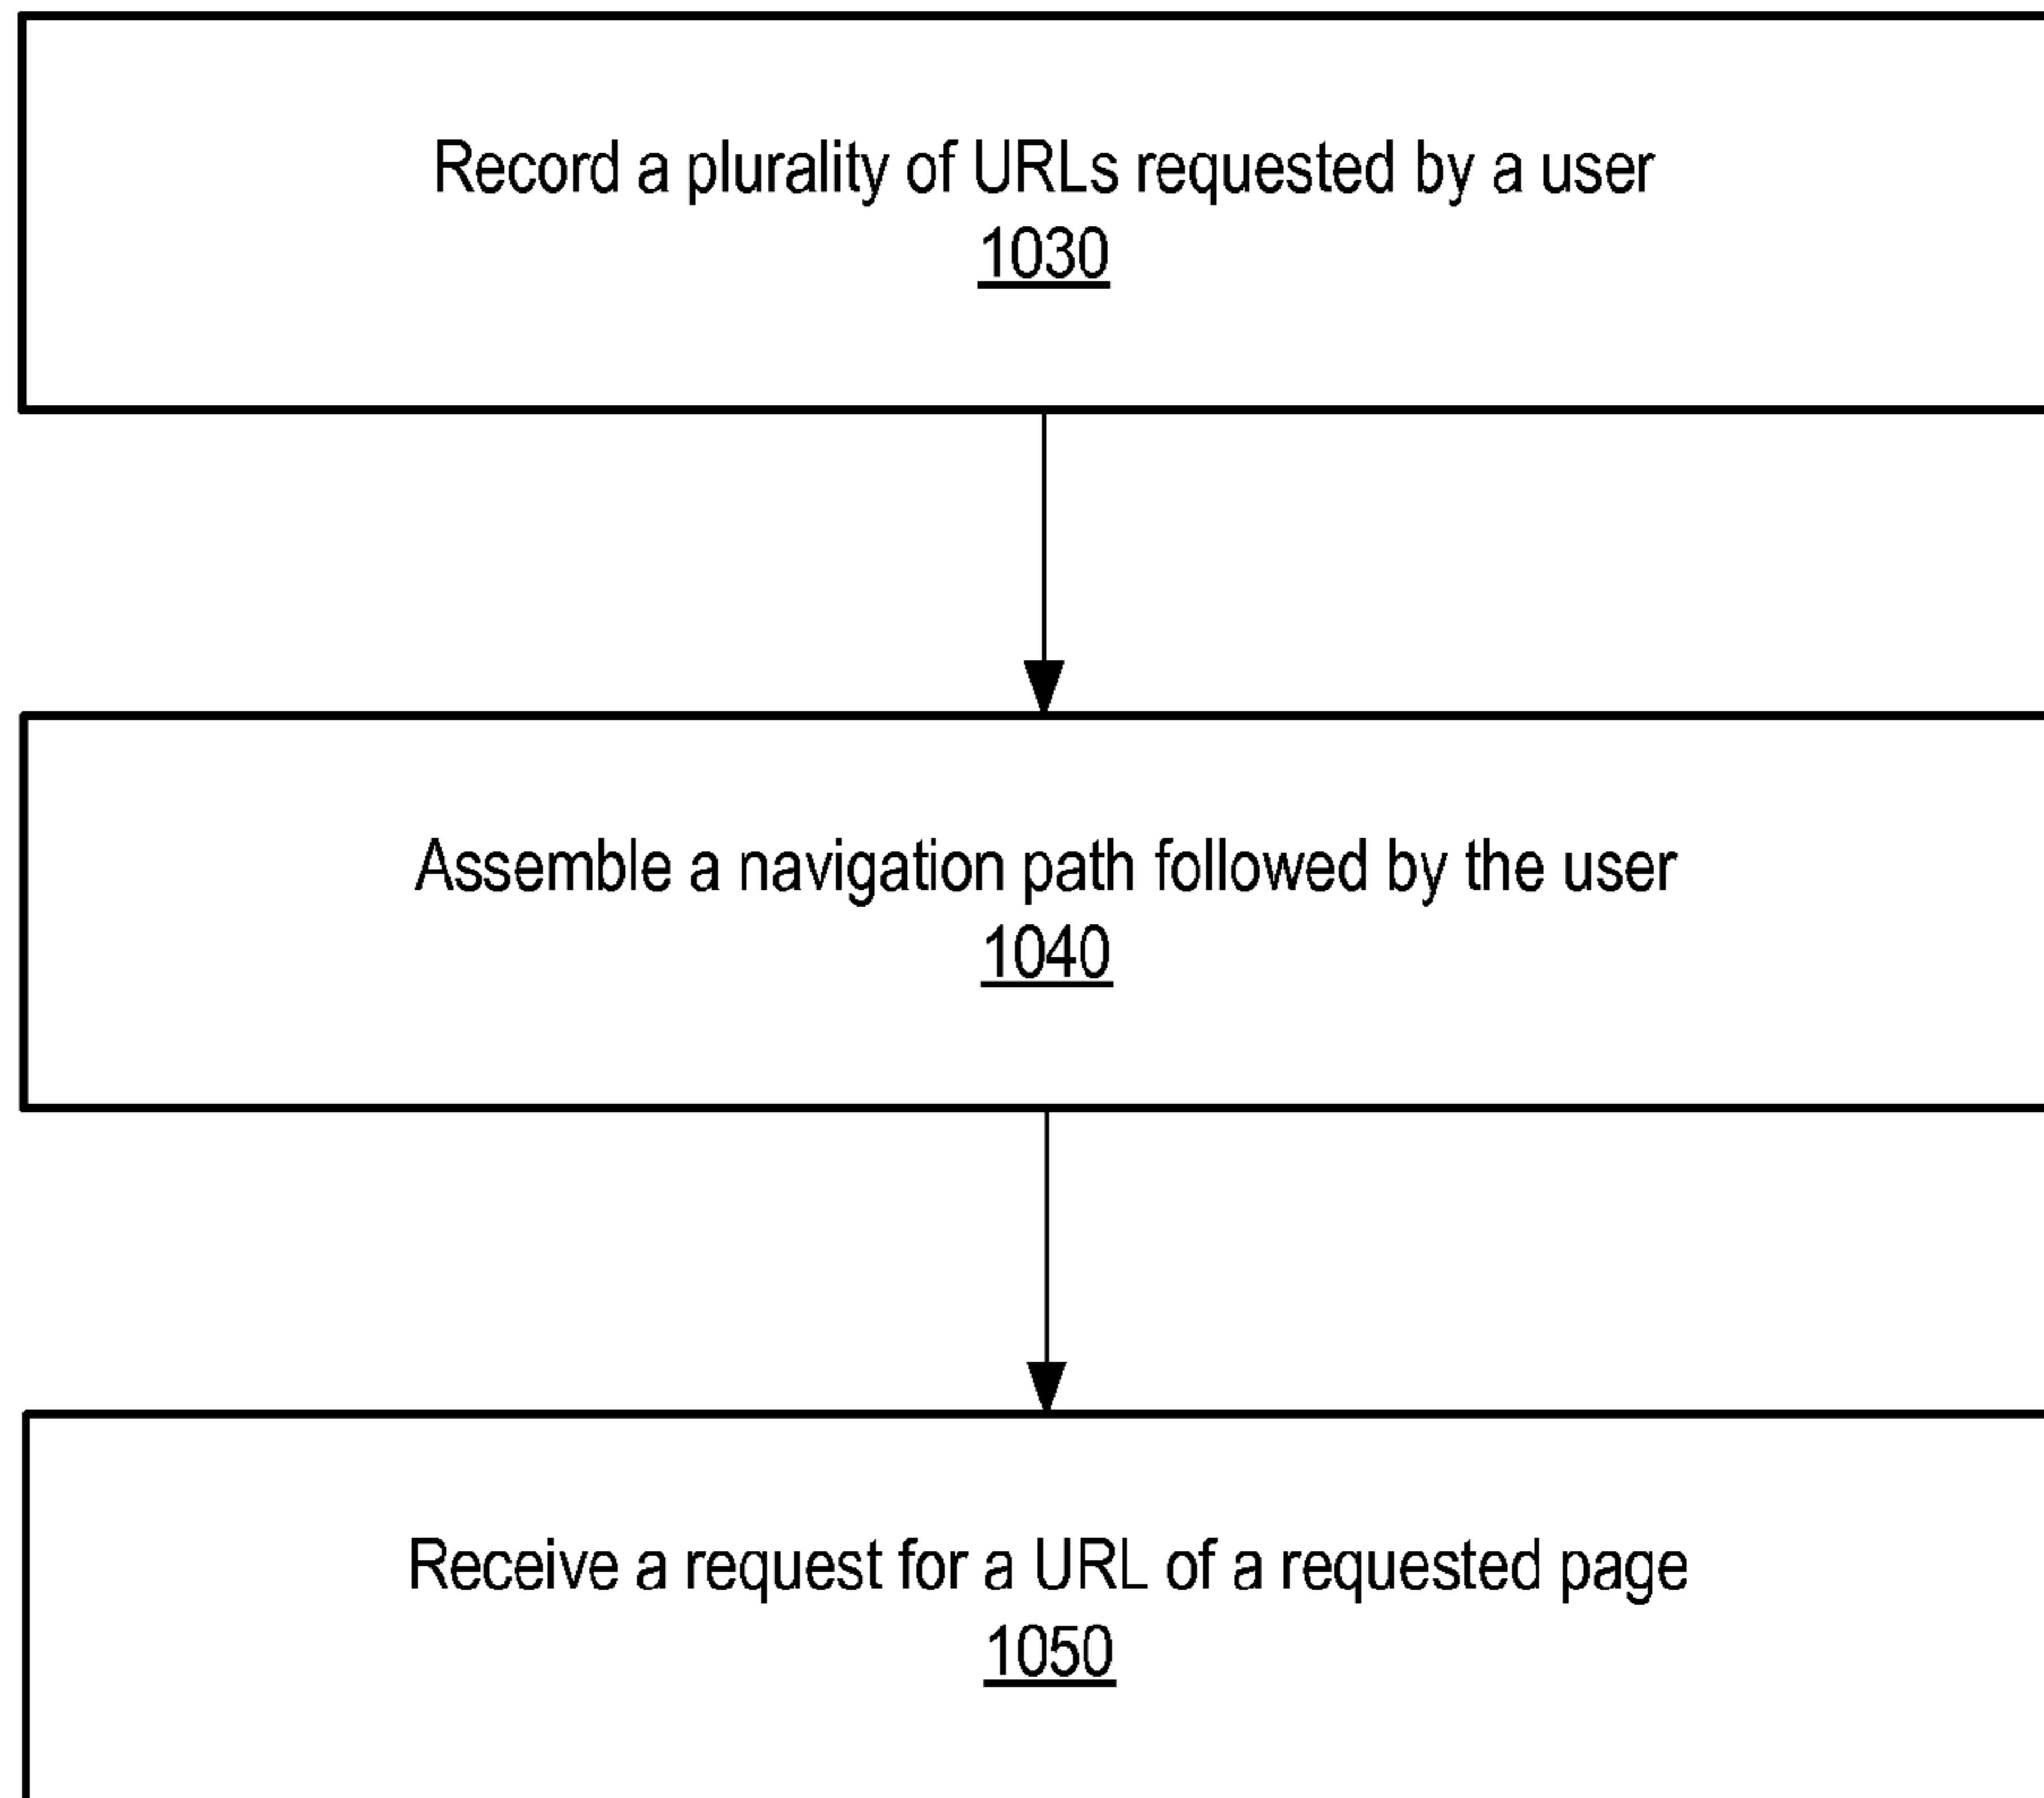 Record a plurality of URLs requested by a user
1030
Assemble a navigation path followed by the user
1040
Receive a request for a URL of a requested page
1050